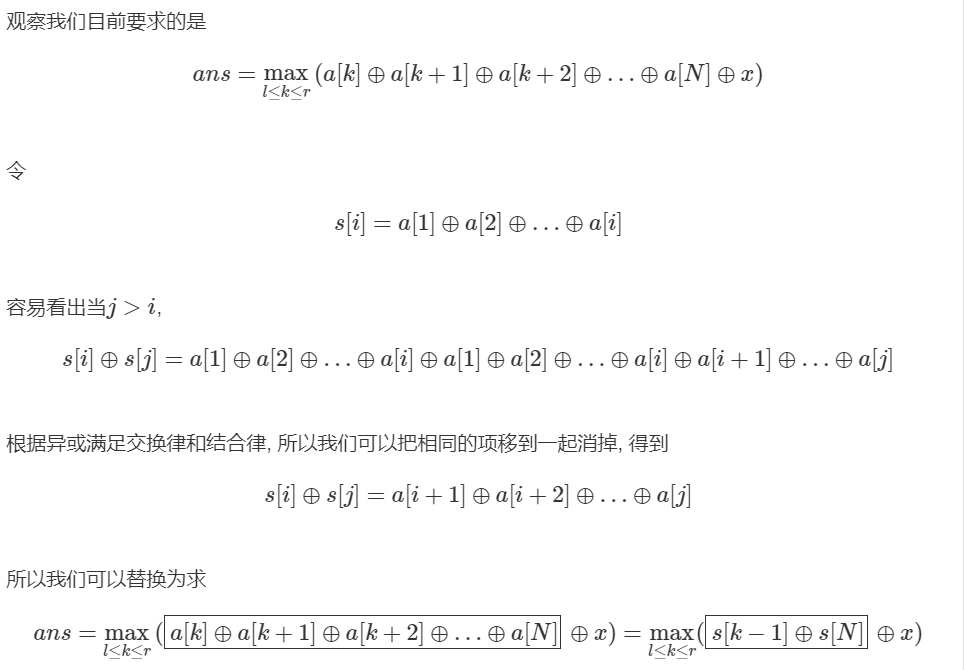 观察我们目前要求的是
$ans = \max_{l \leq k \leq r} (a[k] \oplus a[k+1] \oplus a[k+2] \oplus \ldots \oplus a[N] \oplus x)$
令
$s[i] = a[1] \oplus a[2] \oplus \ldots \oplus a[i]$
容易看出当$j > i$,
$s[i] \oplus s[j] = a[1] \oplus a[2] \oplus \ldots \oplus a[i] \oplus a[1] \oplus a[2] \oplus \ldots \oplus a[i] \oplus a[i+1] \oplus \ldots \oplus a[j]$
根据异或满足交换律和结合律, 所以我们可以把相同的项移到一起消掉, 得到
$s[i] \oplus s[j] = a[i+1] \oplus a[i+2] \oplus \ldots \oplus a[j]$
所以我们可以替换为求
$ans = \max_{l \leq k \leq r} (\boxed{a[k] \oplus a[k+1] \oplus a[k+2] \oplus \ldots \oplus a[N]} \oplus x) = \max_{l \leq k \leq r} (\boxed{s[k-1] \oplus s[N]} \oplus x)$